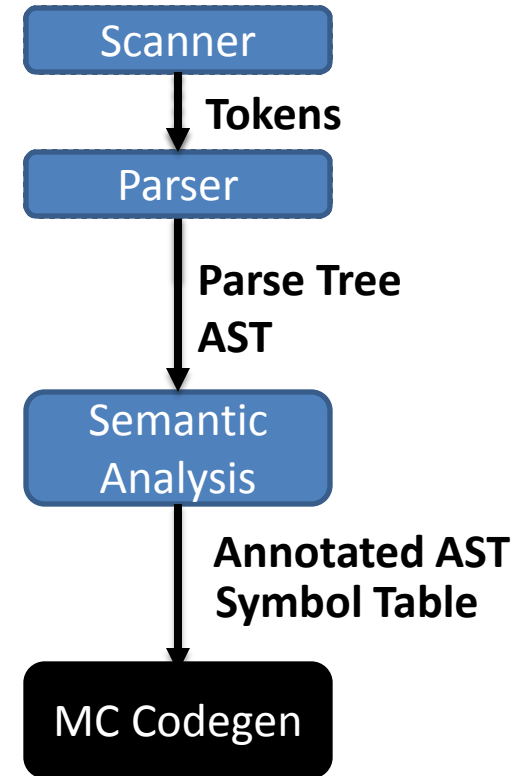 Scanner
Tokens
Parser
Parse Tree
AST
Semantic
Analysis
Annotated AST
Symbol Table
MC Codegen